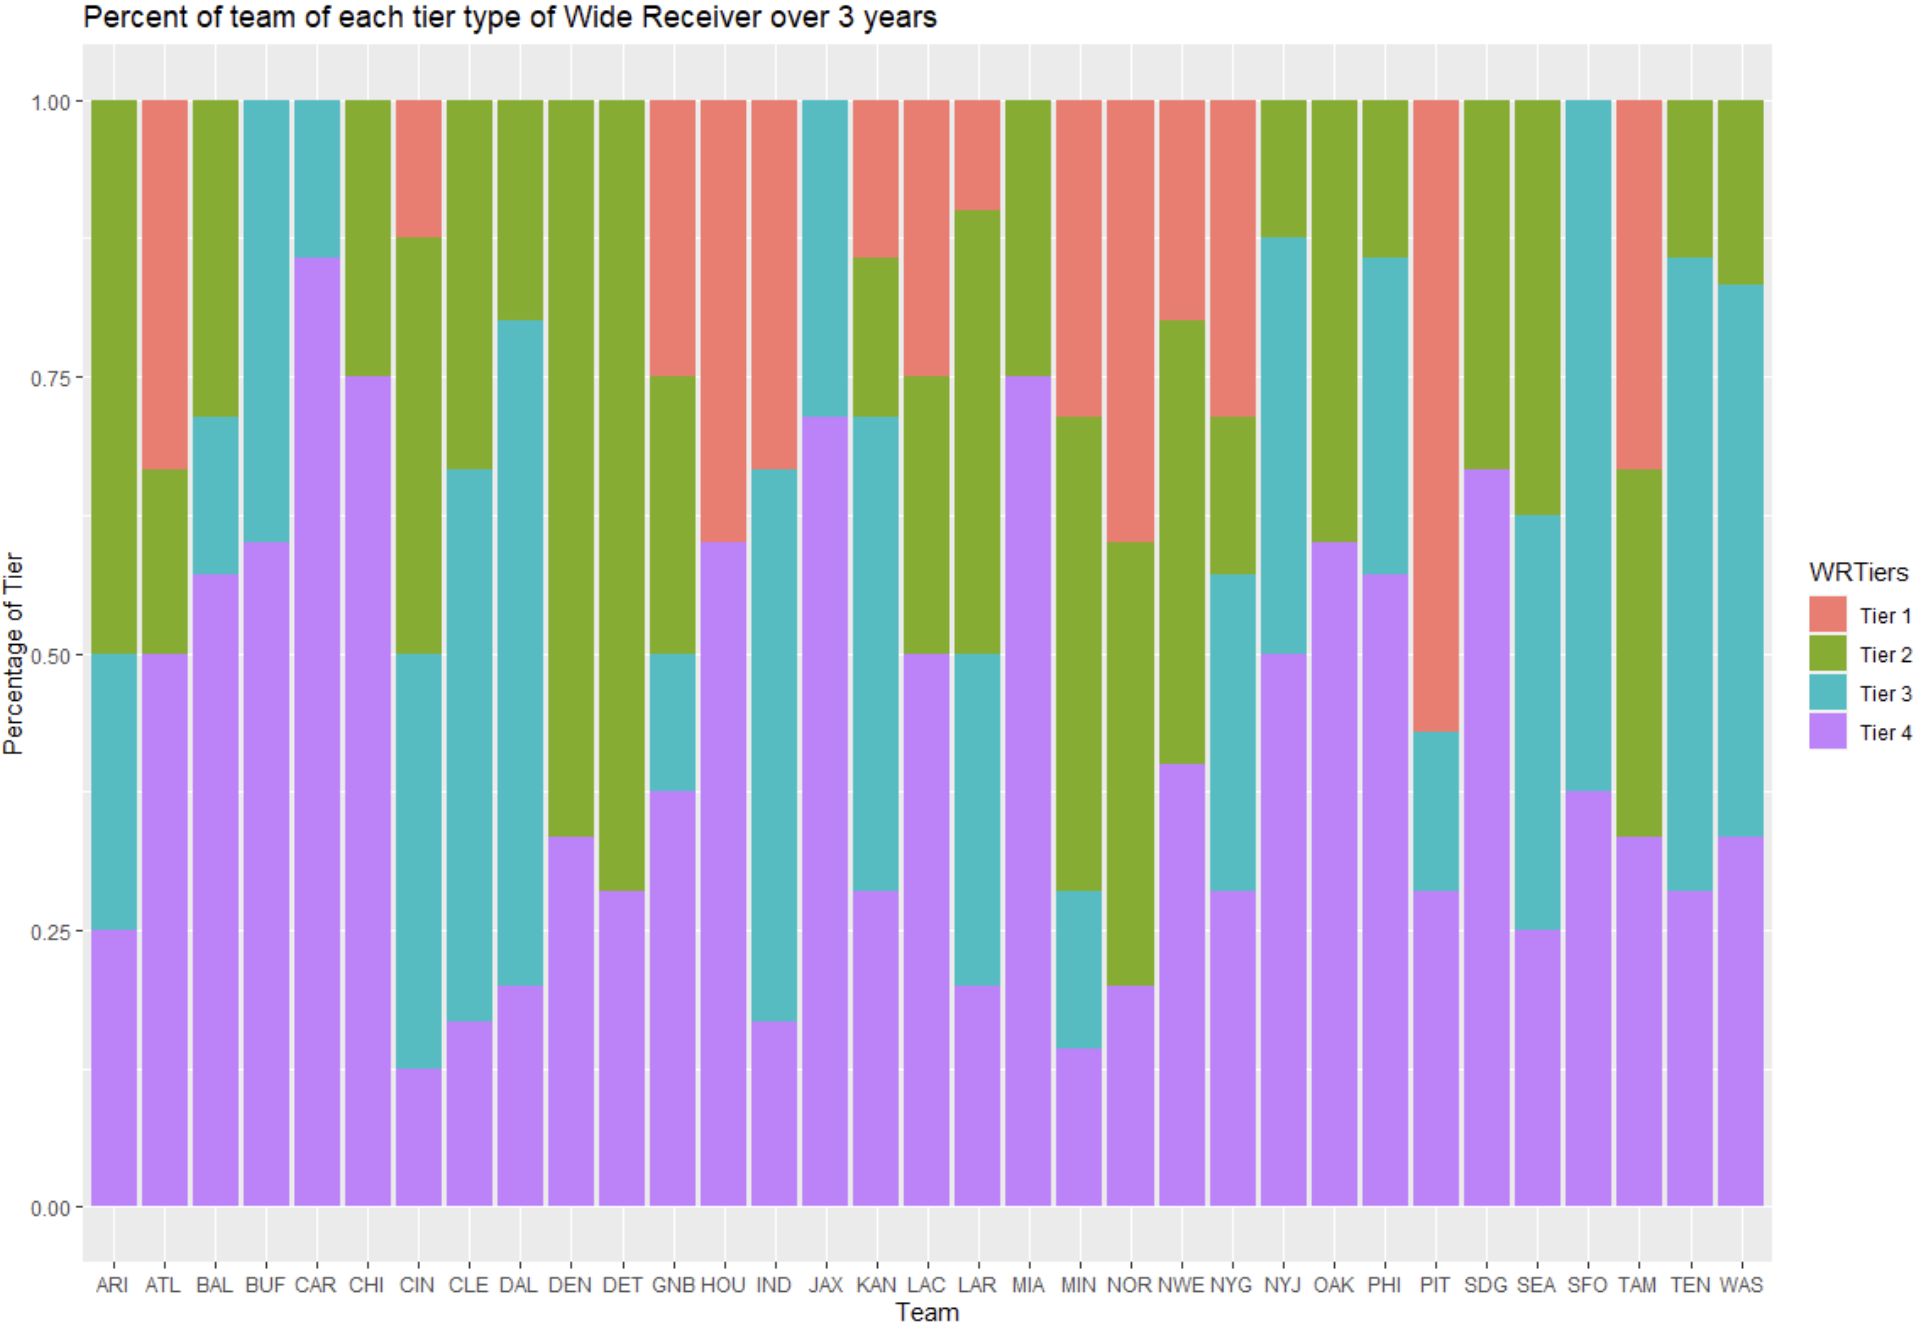 Percent of team of each tier type of Wide Receiver over 3 years
1.00
0.75
0.50
0.25
0.00
Percentage of Tier
ARI ATL BAL BUF CAR CHI CIN CLE DAL DEN DET GNB HOU IND JAX KAN LAC LAR MIA MIN NOR NWE NYG NYJ OAK PHI PIT SDG SEA SFO TAM TEN WAS
Team
WRTiers
Tier 1
Tier 2
Tier 3
Tier 4